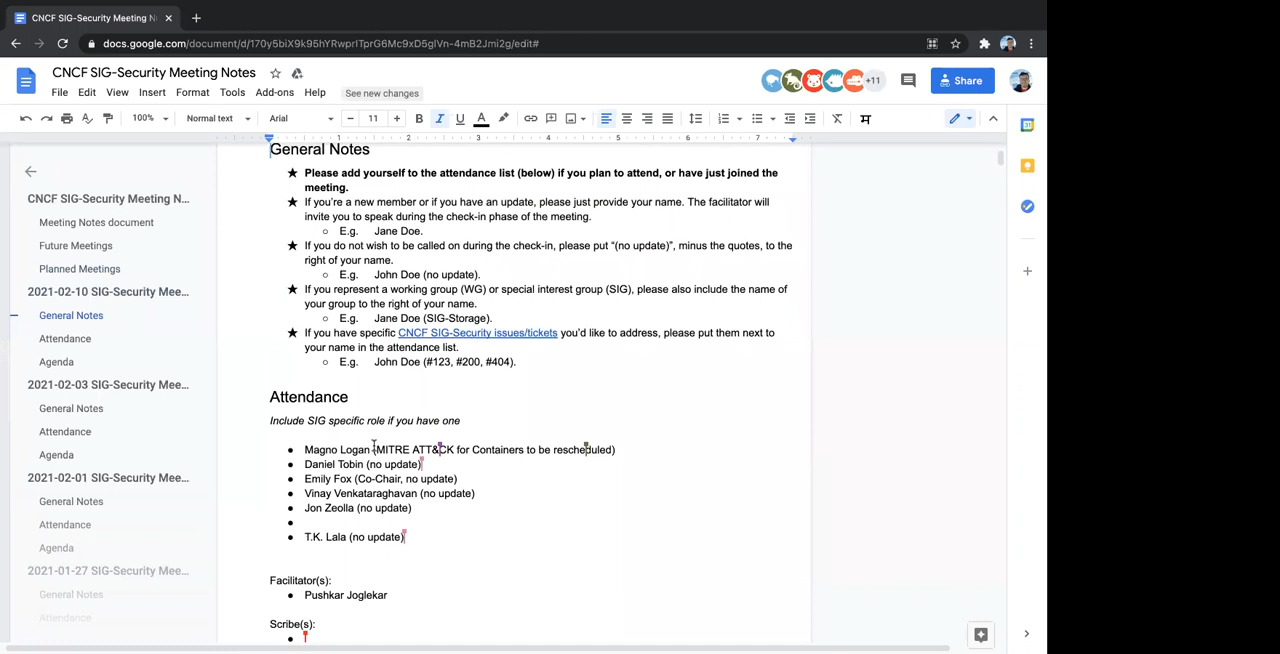 CNCF SIG-Security Meeting N
docs.google.com/document/d/170y5biX9k95hYRwprITprG6Mc9xD5glVn-4mB2Jmi2g/edit#
CNCF SIG-Security Meeting Notes
File Edit View Insert Format Tools Add-ons Help See new changes
+11
Share
100% Normal text Arial 11 B I U A
1 2 3 4 5 6 7
CNCF SIG-Security Meeting N...
Meeting Notes document
Future Meetings
Planned Meetings
2021-02-10 SIG-Security Mee...
General Notes
Attendance
Agenda
2021-02-03 SIG-Security Mee...
General Notes
Attendance
Agenda
2021-02-01 SIG-Security Mee...
General Notes
Attendance
Agenda
2021-01-27 SIG-Security Mee...
General Notes
Attendance
General Notes
★ Please add yourself to the attendance list (below) if you plan to attend, or have just joined the
meeting.
★ If you're a new member or if you have an update, please just provide your name. The facilitator will
invite you to speak during the check-in phase of the meeting.
○ E.g. Jane Doe.
★ If you do not wish to be called on during the check-in, please put “(no update)”, minus the quotes, to the
right of your name.
○ E.g. John Doe (no update).
★ If you represent a working group (WG) or special interest group (SIG), please also include the name of
your group to the right of your name.
○ E.g. Jane Doe (SIG-Storage).
★ If you have specific CNCF SIG-Security issues/tickets you'd like to address, please put them next to
your name in the attendance list.
○ E.g. John Doe (#123, #200, #404).
Attendance
Include SIG specific role if you have one
● Magno Logan (MITRE ATT&CK for Containers to be rescheduled)
● Daniel Tobin (no update)
● Emily Fox (Co-Chair, no update)
● Vinay Venkataraghavan (no update)
● Jon Zeolla (no update)
●
● T.K. Lala (no update)
Facilitator(s):
● Pushkar Joglekar
Scribe(s):
●